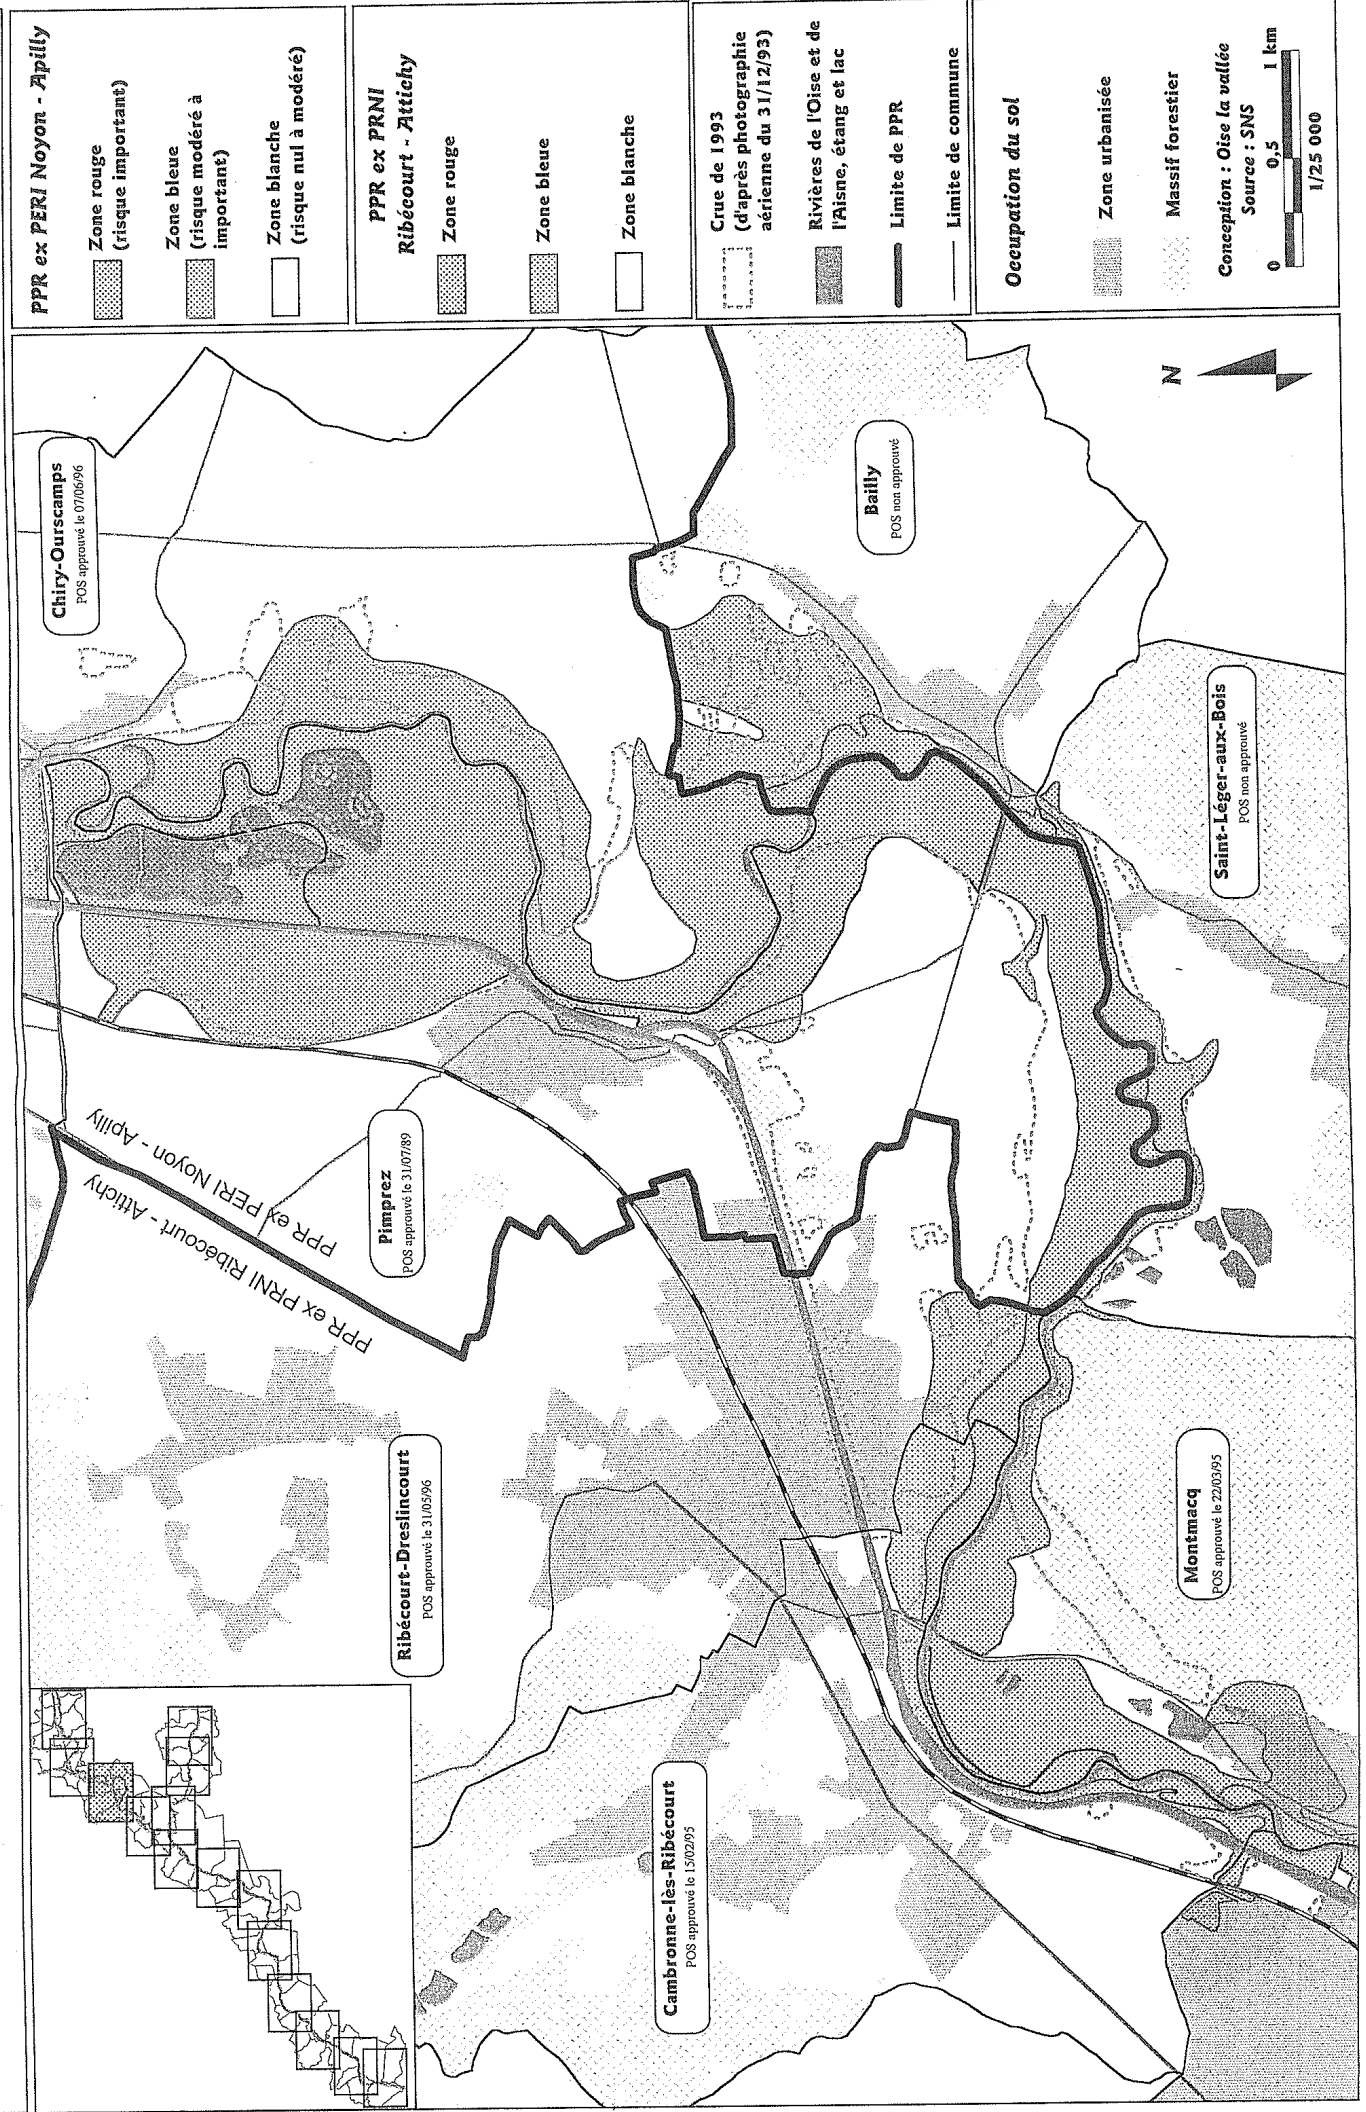 PPR ex PERI Noyon - Apilly
Zone rouge
(risque important)
Zone bleue
(risque modéré à
important)
Zone blanche
(risque nul à modéré)
PPR ex PRNI
Ribécourt - Attichy
Zone rouge
Zone bleue
Zone blanche
Crue de 1993
(d'après photographie
aérienne du 31/12/93)
Rivières de l'Oise et de
l'Aisne, étang et lac
Limite de PPR
Limite de commune
Occupation du sol
Zone urbanisée
Massif forestier
Conception : Oise la vallée
Source : SNS
0 0,5 1 km
1/25 000
Chiry-Ourscamps
POS approuvé le 07/06/96
Bailly
POS non approuvé
N
Saint-Léger-aux-Bois
POS non approuvé
PPR ex PERI Noyon - Apilly
PPR ex PRNI Ribécourt - Attichy
Pimprez
POS approuvé le 31/07/89
Ribécourt-Dreslincourt
POS approuvé le 31/05/96
Montmacq
POS approuvé le 22/03/95
Cambronne-lès-Ribécourt
POS approuvé le 15/02/95